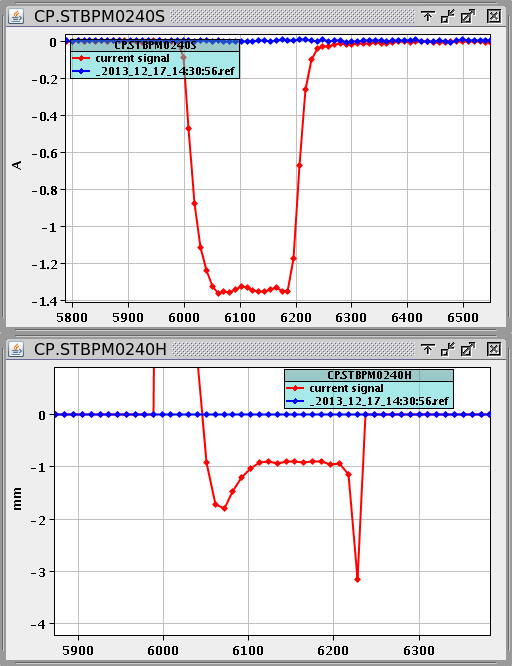 CP.STBPM0240S
CP.STBPM0240S
current signal
_2013_12_17_14:30:56.ref
0
-0.2
-0.4
-0.6
-0.8
-1
-1.2
-1.4
A
5800 5900 6000 6100 6200 6300 6400 6500
CP.STBPM0240H
CP.STBPM0240H
current signal
_2013_12_17_14:30:56.ref
0
-1
-2
-3
-4
mm
5900 6000 6100 6200 6300